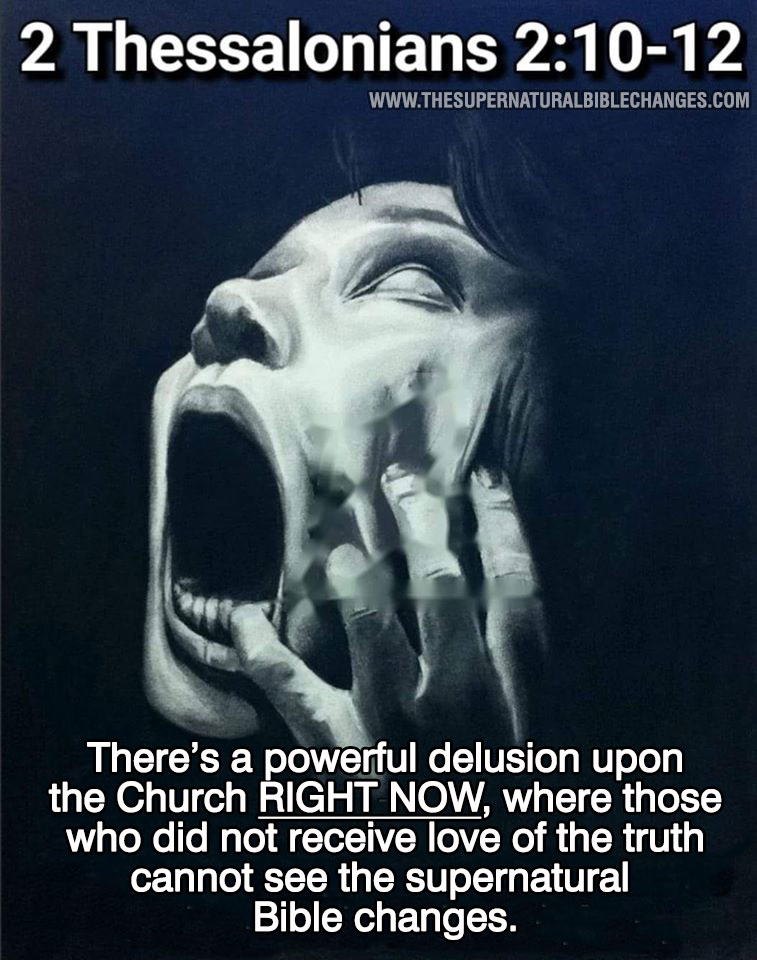 2 Thessalonians 2:10-12
WWW.THESUPERNATURALBIBLECHANGES.COM
There's a powerful delusion upon
the Church RIGHT NOW, where those
who did not receive love of the truth
cannot see the supernatural
Bible changes.